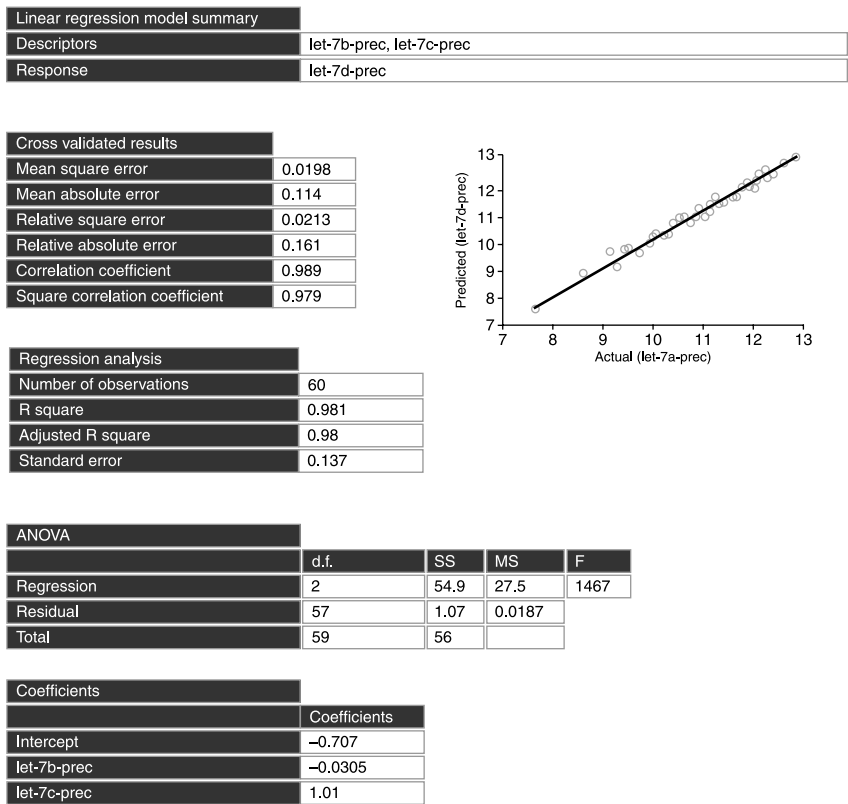 Linear regression model summary
Descriptors let-7b-prec, let-7c-prec
Response let-7d-prec
Cross validated results
Mean square error 0.0198
Mean absolute error 0.114
Relative square error 0.0213
Relative absolute error 0.161
Correlation coefficient 0.989
Square correlation coefficient 0.979
Predicted (let-7d-prec)
13
12
11
10
9
8
7
7 8 9 10 11 12 13
Actual (let-7a-prec)
Regression analysis
Number of observations 60
R square 0.981
Adjusted R square 0.98
Standard error 0.137
ANOVA
d.f. SS MS F
Regression 2 54.9 27.5 1467
Residual 57 1.07 0.0187
Total 59 56
Coefficients
Coefficients
Intercept –0.707
let-7b-prec –0.0305
let-7c-prec 1.01